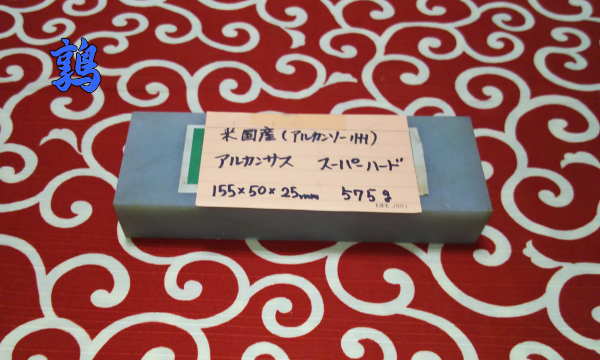 鶉
米国産(アルカンソー州)
アルカンサス スーパーハード
155×50×25mm 575g